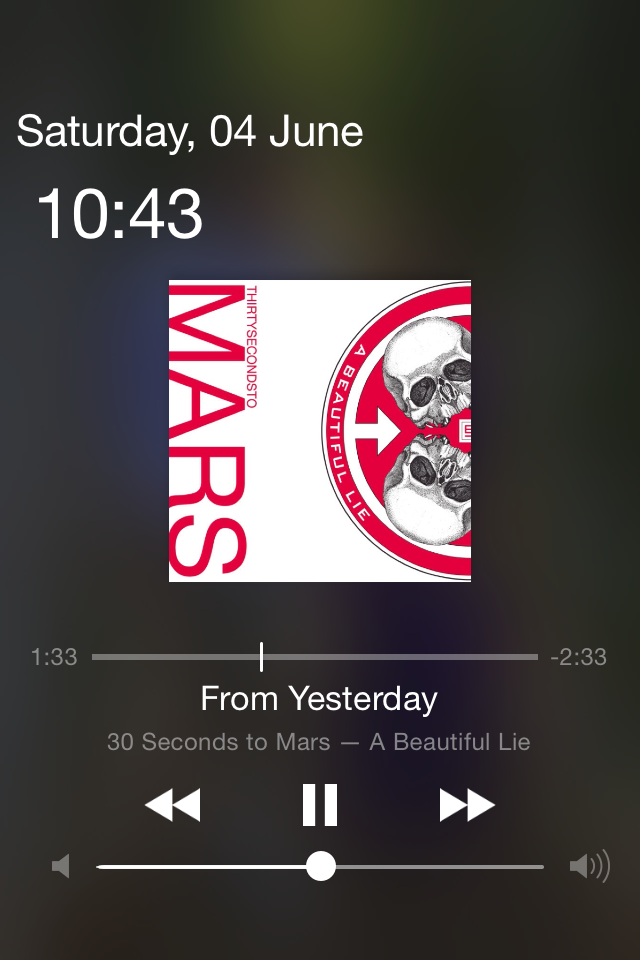 Saturday, 04 June
10:43
THIRTYSECONDSTO
MARS
A BEAUTIFUL LIE
1:33
-2:33
From Yesterday
30 Seconds to Mars — A Beautiful Lie